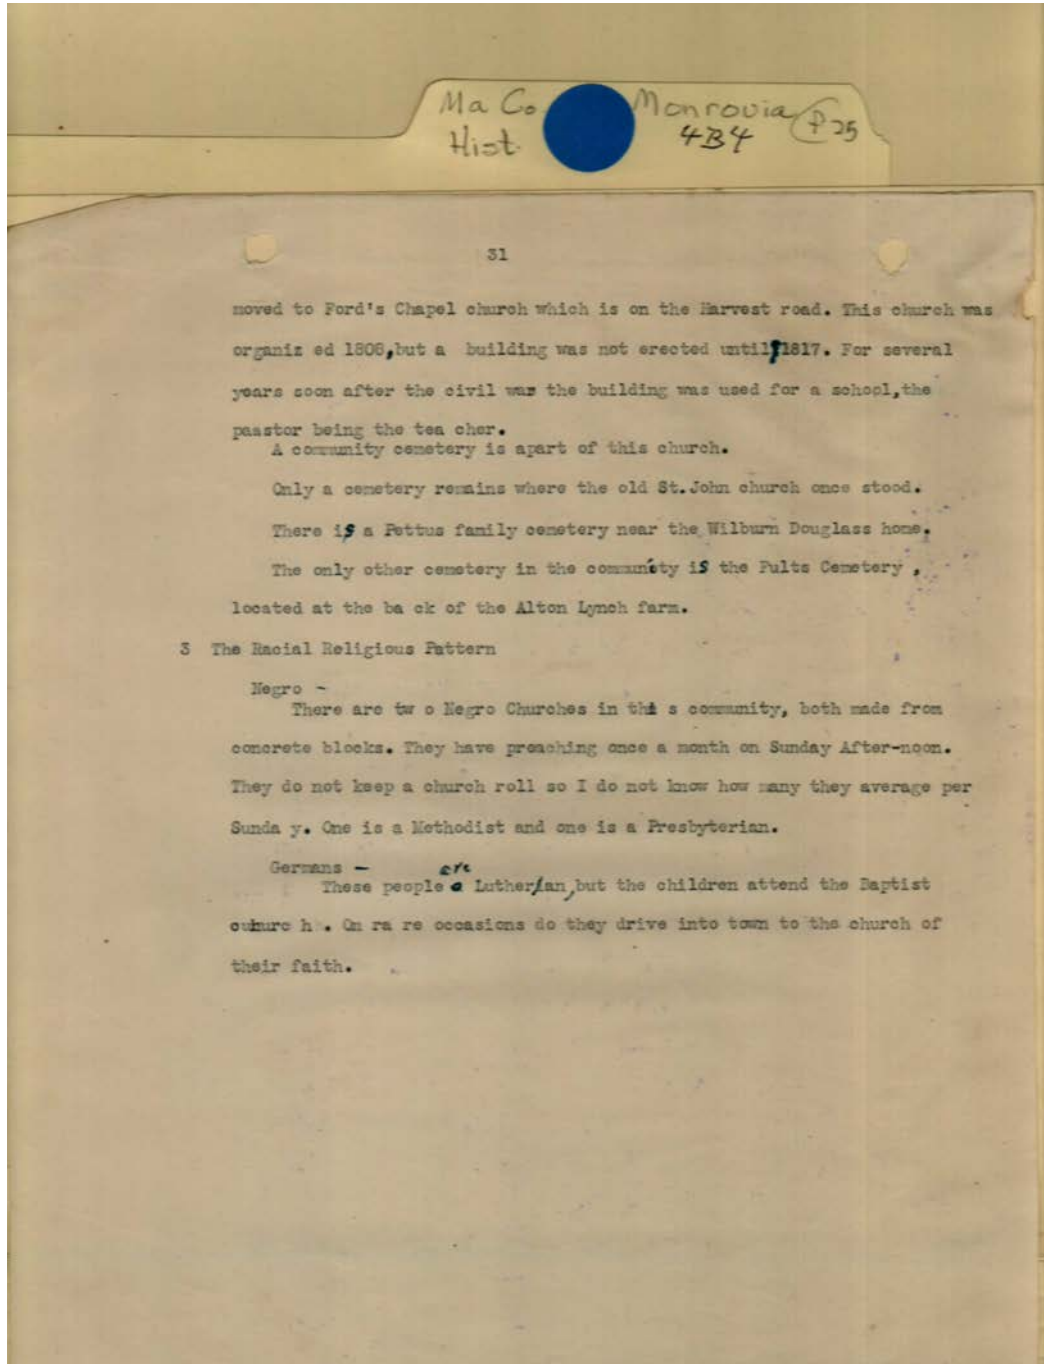 Ma Co Monrovia P25
Hist. 4B4
31
moved to Ford's Chapel church which is on the Harvest road. This church was
organiz ed 1808,but a building was not erected until 1817. For several
years soon after the civil war the building was used for a school,the
paastor being the tea cher.
A community cemetery is apart of this church.
Only a cemetery remains where the old St.John church once stood.
There is a Pettus family cemetery near the Wilburn Douglass home.
The only other cemetery in the community is the Pults Cemetery ,
located at the ba ck of the Alton Lynch farm.
3 The Racial Religious Pattern
Negro -
There are tw o Negro Churches in thi s community, both made from
concrete blocks. They have preaching once a month on Sunday After-noon.
They do not keep a church roll so I do not know how many they average per
Sunda y. One is a Methodist and one is a Presbyterian.
Germans - are
These people Lutheran,but the children attend the Baptist
church . On ra re occasions do they drive into town to the church of
their faith.